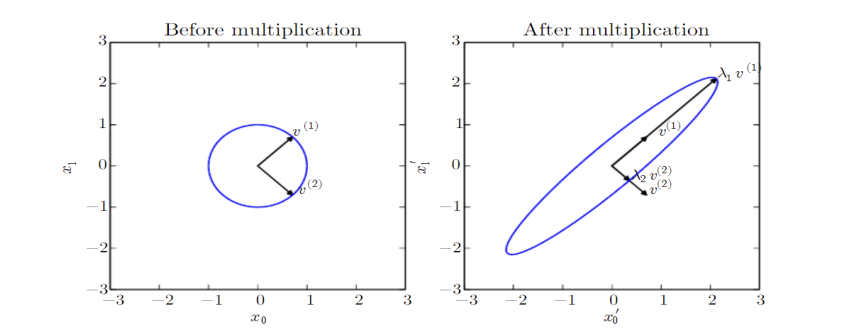 Before multiplication
After multiplication
3
2
1
0
−1
−2
−3
x₁
v⁽¹⁾
v⁽²⁾
−3
−2
−1
0
1
2
3
x₀
3
2
1
0
−1
−2
−3
x₁′
λ₁ v⁽¹⁾
v⁽¹⁾
λ₂ v⁽²⁾
v⁽²⁾
−3
−2
−1
0
1
2
3
x₀′